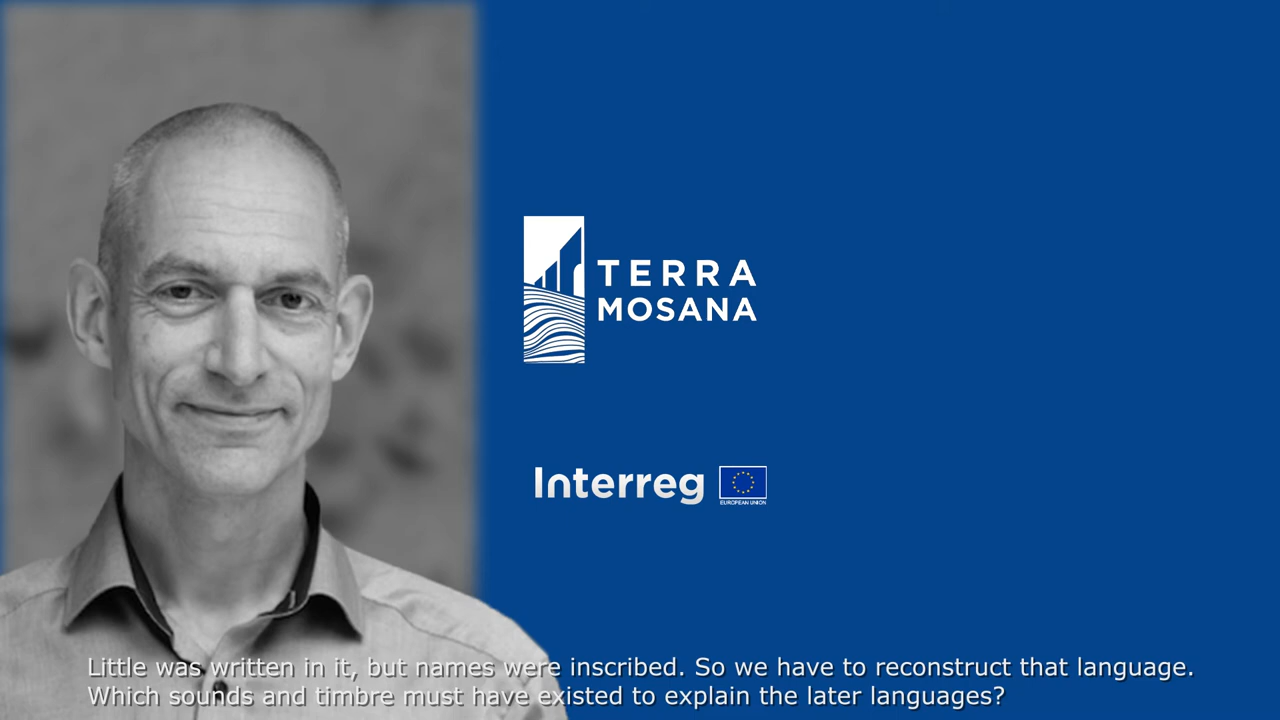 TERRA
MOSANA
Interreg
EUROPEAN UNION
Little was written in it, but names were inscribed. So we have to reconstruct that language.
Which sounds and timbre must have existed to explain the later languages?